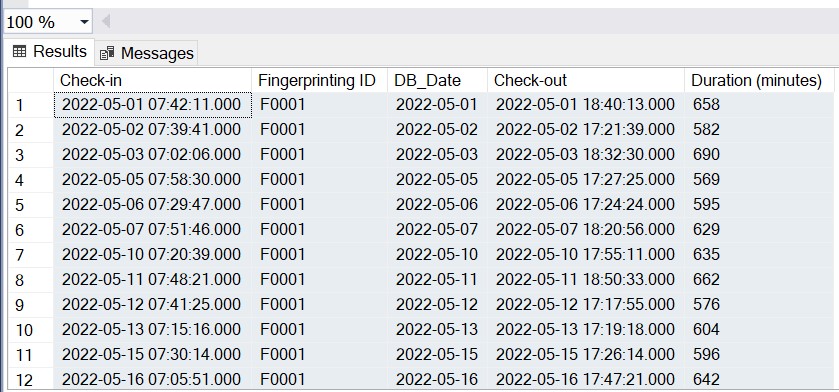 100 %
Results Messages
Check-in Fingerprinting ID DB_Date Check-out Duration (minutes)
1 2022-05-01 07:42:11.000 F0001 2022-05-01 2022-05-01 18:40:13.000 658
2 2022-05-02 07:39:41.000 F0001 2022-05-02 2022-05-02 17:21:39.000 582
3 2022-05-03 07:02:06.000 F0001 2022-05-03 2022-05-03 18:32:30.000 690
4 2022-05-05 07:58:30.000 F0001 2022-05-05 2022-05-05 17:27:25.000 569
5 2022-05-06 07:29:47.000 F0001 2022-05-06 2022-05-06 17:24:24.000 595
6 2022-05-07 07:51:46.000 F0001 2022-05-07 2022-05-07 18:20:56.000 629
7 2022-05-10 07:20:39.000 F0001 2022-05-10 2022-05-10 17:55:11.000 635
8 2022-05-11 07:48:21.000 F0001 2022-05-11 2022-05-11 18:50:33.000 662
9 2022-05-12 07:41:25.000 F0001 2022-05-12 2022-05-12 17:17:55.000 576
10 2022-05-13 07:15:16.000 F0001 2022-05-13 2022-05-13 17:19:18.000 604
11 2022-05-15 07:30:14.000 F0001 2022-05-15 2022-05-15 17:26:14.000 596
12 2022-05-16 07:05:51.000 F0001 2022-05-16 2022-05-16 17:47:21.000 642